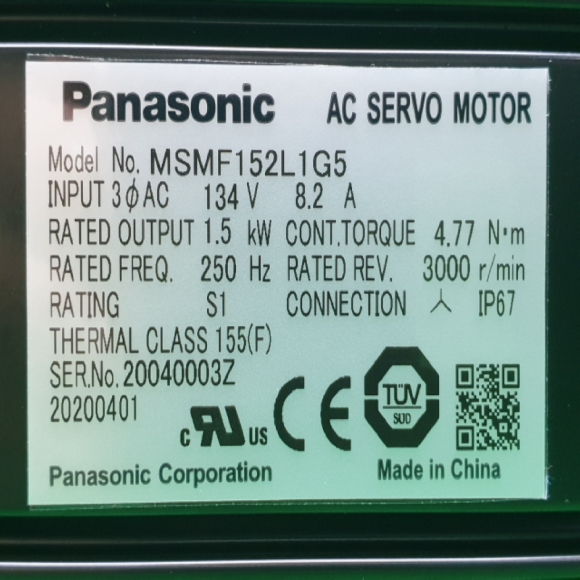 Panasonic AC SERVO MOTOR
Model No. MSMF152L1G5
INPUT 3ϕAC 134 V 8.2 A
RATED OUTPUT 1.5 kW CONT.TORQUE 4.77 N·m
RATED FREQ. 250 Hz RATED REV. 3000 r/min
RATING S1 CONNECTION 人 IP67
THERMAL CLASS 155(F)
SER.No. 20040003Z
20200401
c RU US CE TÜV SÜD
Panasonic Corporation Made in China